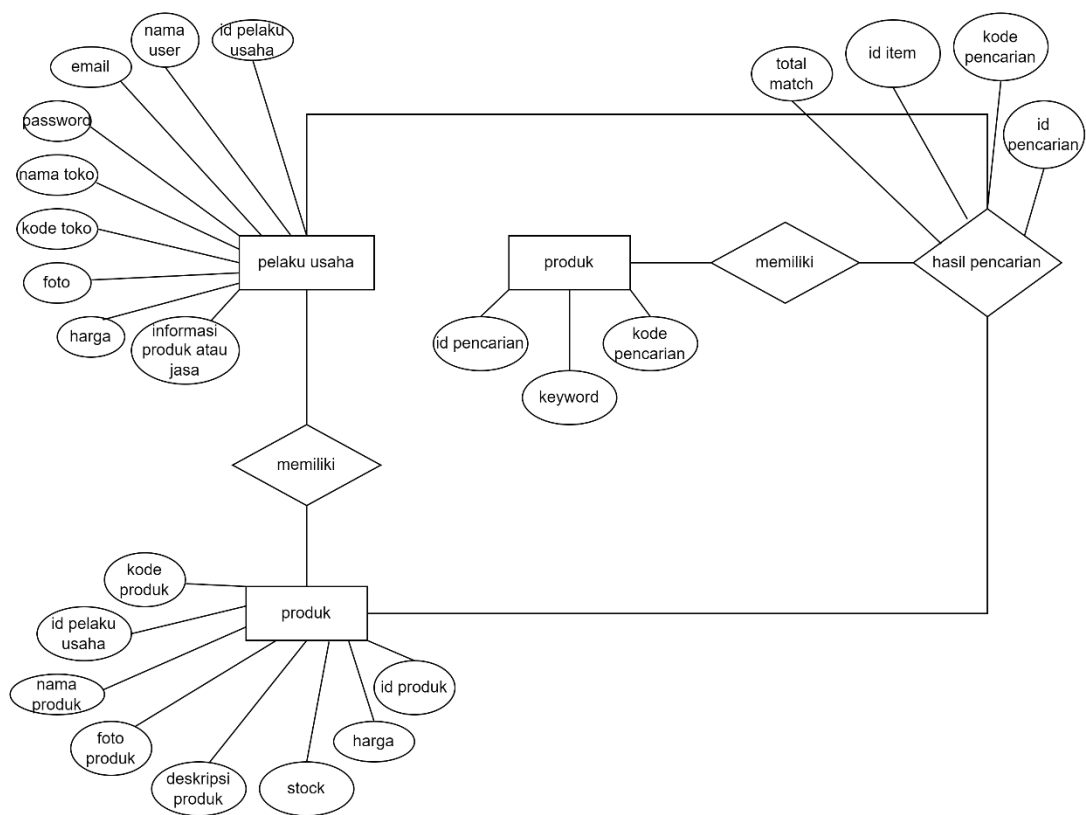 nama
user
id pelaku
usaha
email
password
nama toko
kode toko
foto
harga
informasi
produk atau
jasa
pelaku usaha
total
match
id item
kode
pencarian
id
pencarian
produk
memiliki
hasil pencarian
id pencarian
kode
pencarian
keyword
memiliki
kode
produk
id pelaku
usaha
nama
produk
foto
produk
deskripsi
produk
stock
harga
id produk
produk